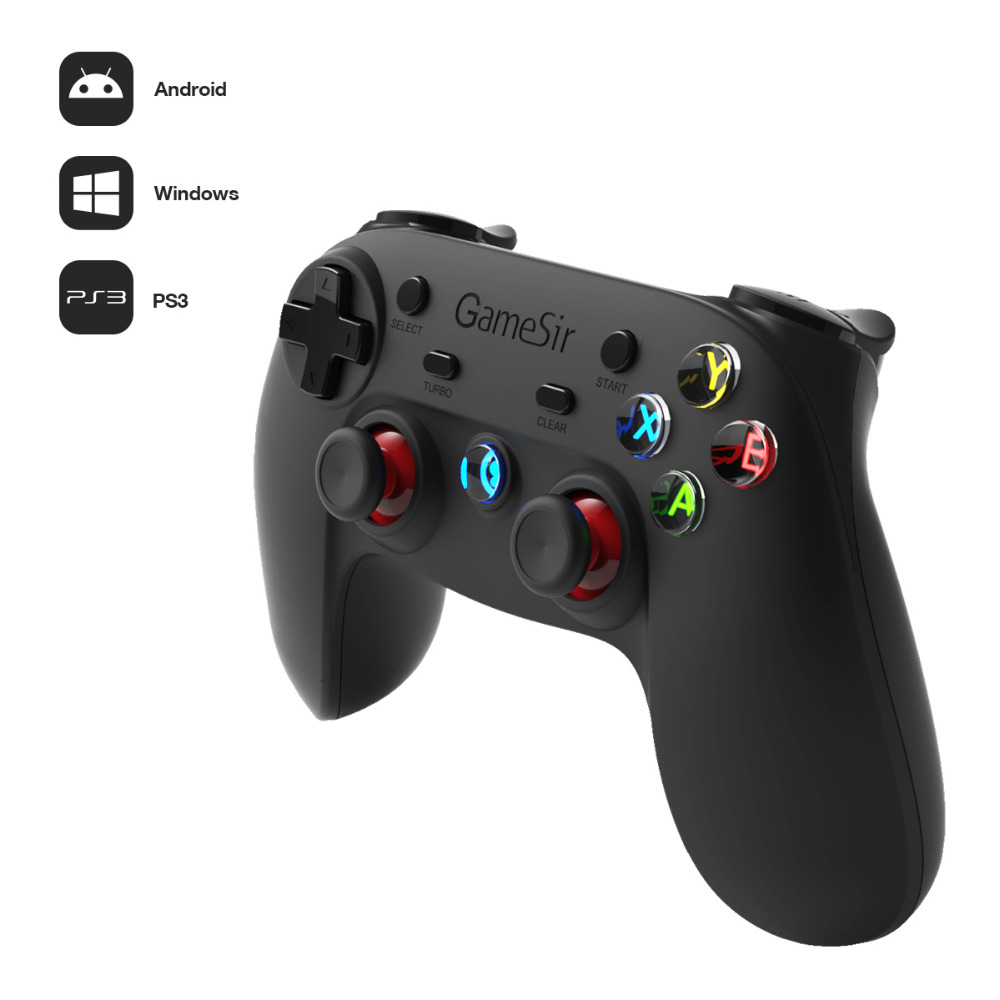 Android
Windows
PS3 PS3
GameSir
SELECT
START
TURBO
CLEAR
Y
X
B
A